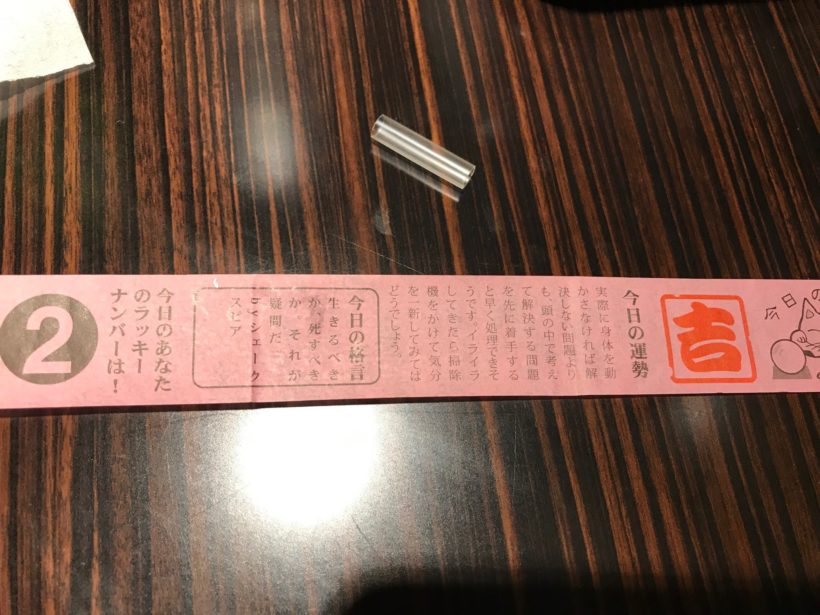 今日
の
吉
今日の運勢
実際に身体を動
かさなければ解
決しない問題より
も、頭の中で考え
て解決する問題
を先に着手する
と早く処理できそ
うです。イライラ
してきたら掃除
機をかけて気分
を一新してみては
どうでしょう。
今日の格言
生きるべき
か、死すべき
か。それが
疑問だ
byシェーク
スピア
今日のあなた
のラッキー
ナンバーは！
2